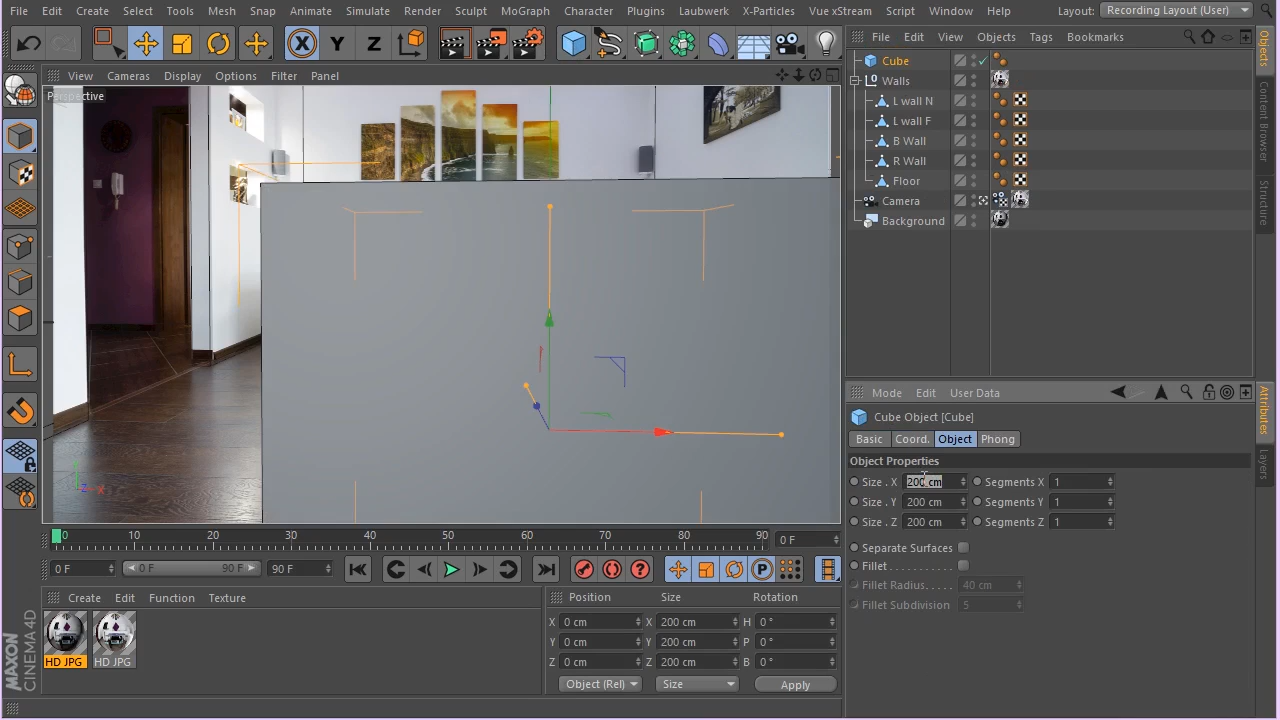 File Edit Create Select Tools Mesh Snap Animate Simulate Render Sculpt MoGraph Character Plugins Laubwerk X-Particles Vue xStream Script Window Help Layout: Recording Layout (User)
X Y Z
File Edit View Objects Tags Bookmarks
View Cameras Display Options Filter Panel
Perspective
Cube
Walls
L wall N
L wall F
B Wall
R Wall
Floor
Camera
Background
Objects
Content Browser
Structure
Mode Edit User Data
Cube Object [Cube]
Basic Coord. Object Phong
Object Properties
Size . X 200 cm Segments X 1
Size . Y 200 cm Segments Y 1
Size . Z 200 cm Segments Z 1
Separate Surfaces
Fillet
Fillet Radius 40 cm
Fillet Subdivision 5
Attributes
Layers
0 10 20 30 40 50 60 70 80 90 0 F
0 F 0 F 90 F 90 F
Create Edit Function Texture
HD JPG HD JPG
Position Size Rotation
X 0 cm X 200 cm H 0 °
Y 0 cm Y 200 cm P 0 °
Z 0 cm Z 200 cm B 0 °
Object (Rel) Size Apply
MAXON
CINEMA 4D